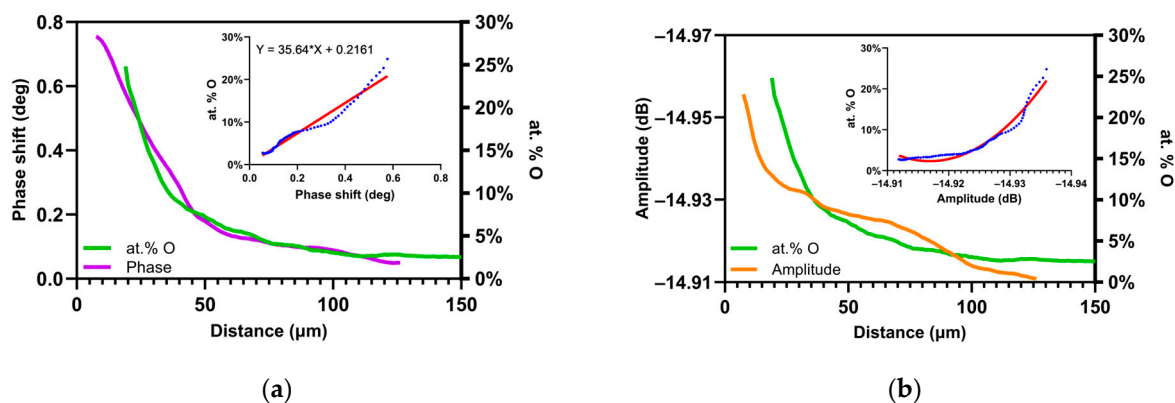 0.8
0.6
0.4
0.2
0.0
Phase shift (deg)
Y = 35.64*X + 0.2161
30%
20%
10%
0%
at. % O
0.0
0.2
0.4
0.6
0.8
Phase shift (deg)
at.% O
Phase
30%
25%
20%
15%
10%
5%
0%
at. % O
0
50
100
150
Distance (µm)
(a)
−14.97
−14.95
−14.93
−14.91
Amplitude (dB)
30%
20%
10%
0%
at. % O
−14.91
−14.92
−14.93
−14.94
Amplitude (dB)
at.% O
Amplitude
30%
25%
20%
15%
10%
5%
0%
at. % O
0
50
100
150
Distance (µm)
(b)